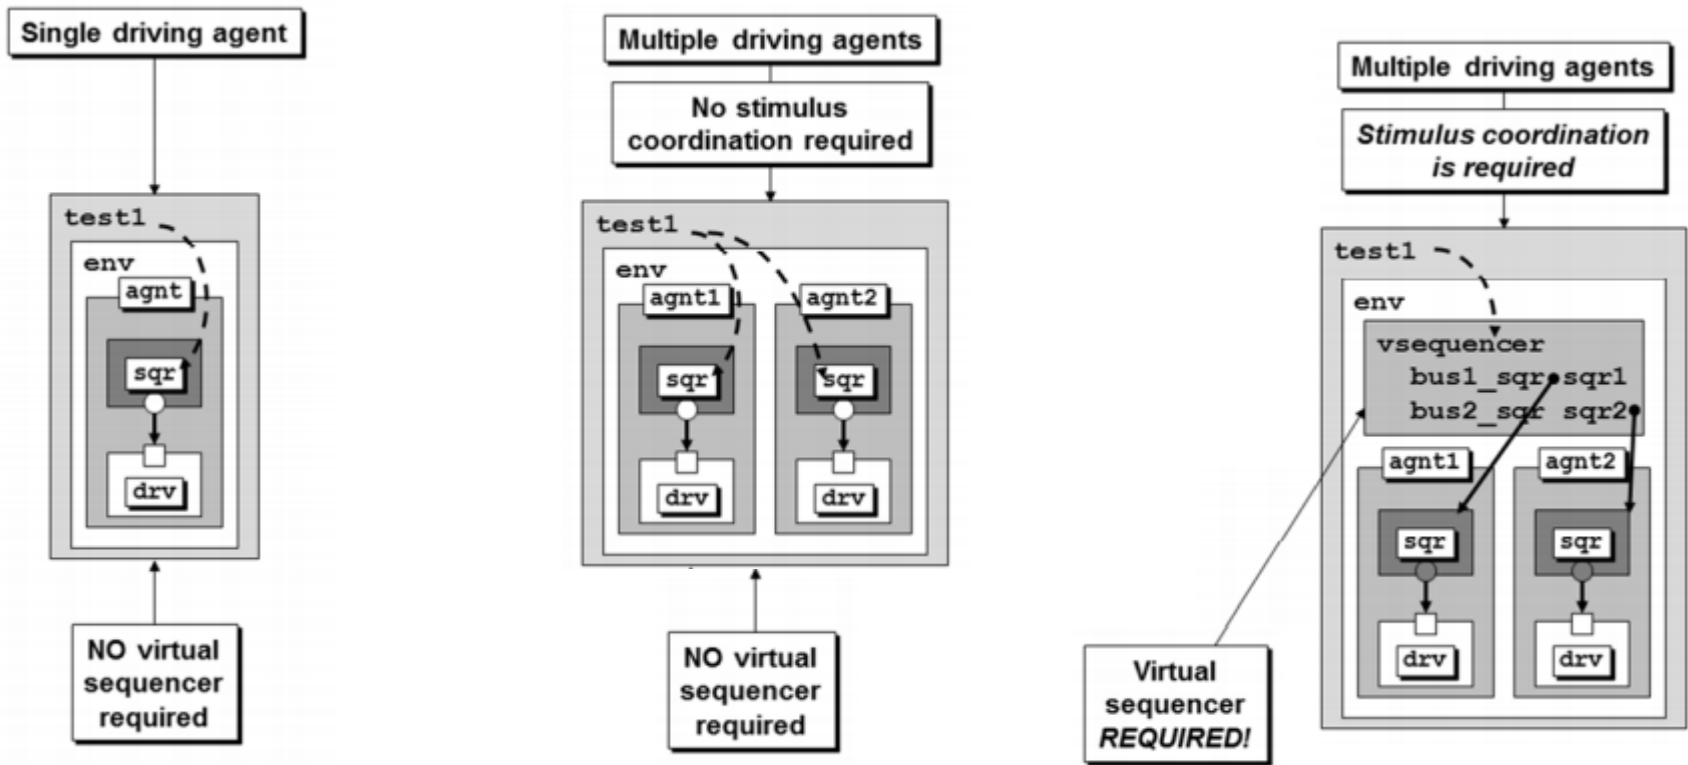 Single driving agent
test1
env
agnt
sqr
drv
NO virtual
sequencer
required
Multiple driving agents
No stimulus
coordination required
test1
env
agnt1
agnt2
sqr
sqr
drv
drv
NO virtual
sequencer
required
Multiple driving agents
Stimulus coordination
is required
test1
env
vsequencer
bus1_sqr sqr1
bus2_sqr sqr2
agnt1
agnt2
sqr
sqr
drv
drv
Virtual
sequencer
REQUIRED!